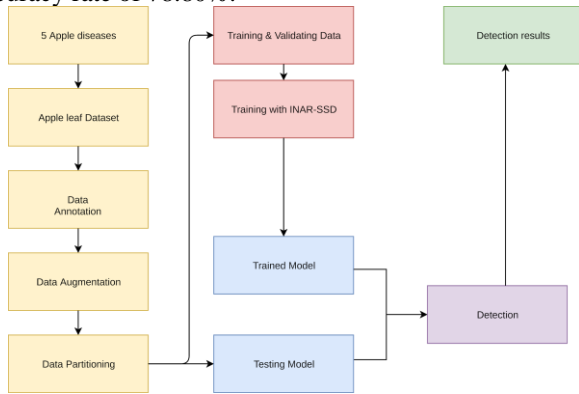 5 Apple diseases
Apple leaf Dataset
Data
Annotation
Data Augmentation
Data Partitioning
Training & Validating Data
Training with INAR-SSD
Trained Model
Testing Model
Detection
Detection results